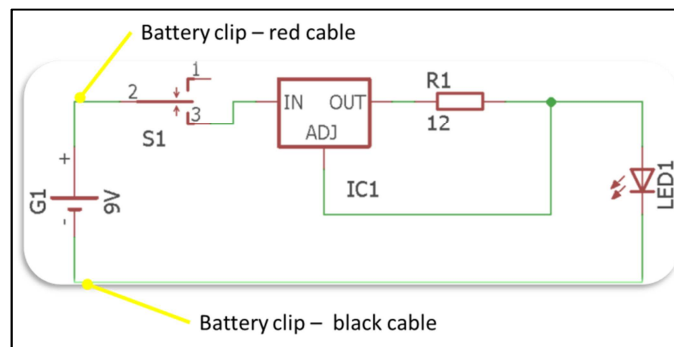 Battery clip – red cable
1
2
3
S1
IN OUT
ADJ
IC1
R1
12
+
G1
-
9V
LED1
Battery clip – black cable